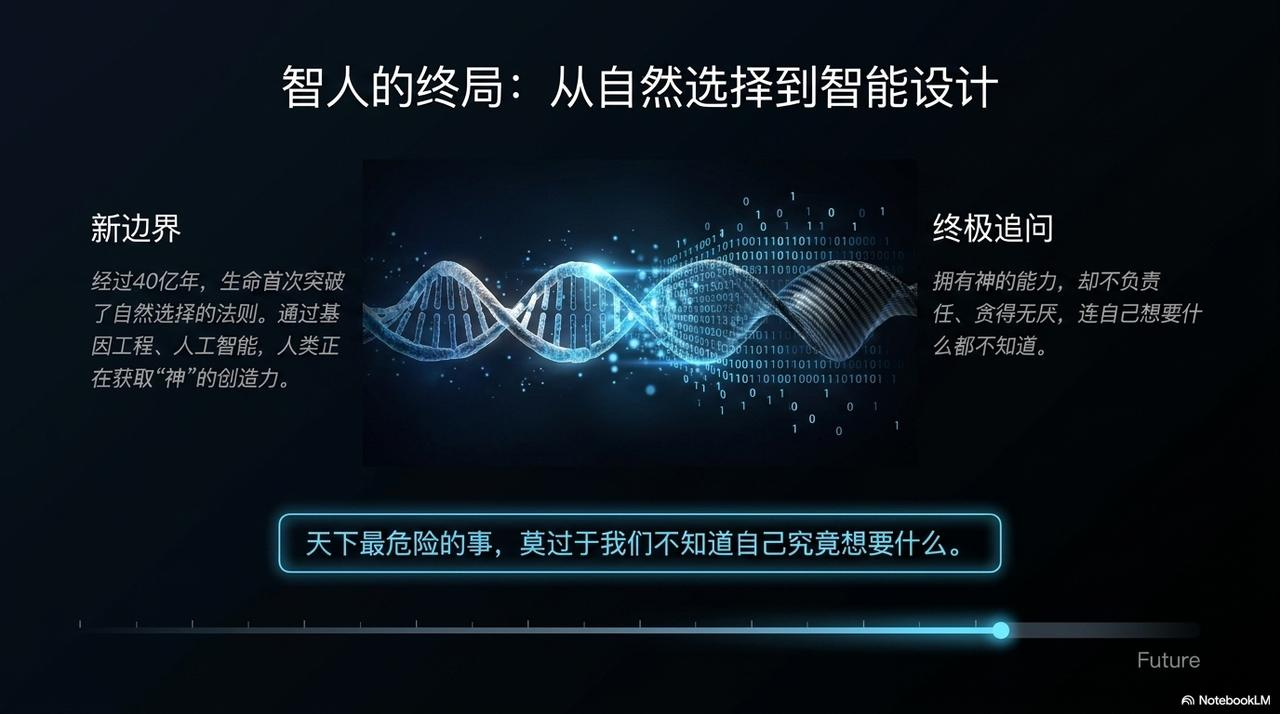 智人的终局：从自然选择到智能设计
新边界
经过40亿年，生命首次突破
了自然选择的法则。通过基
因工程、人工智能，人类正
在获取“神”的创造力。
终极追问
拥有神的能力，却不负责
任、贪得无厌，连自己想要什
么都不知道。
天下最危险的事，莫过于我们不知道自己究竟想要什么。
Future
NotebookLM